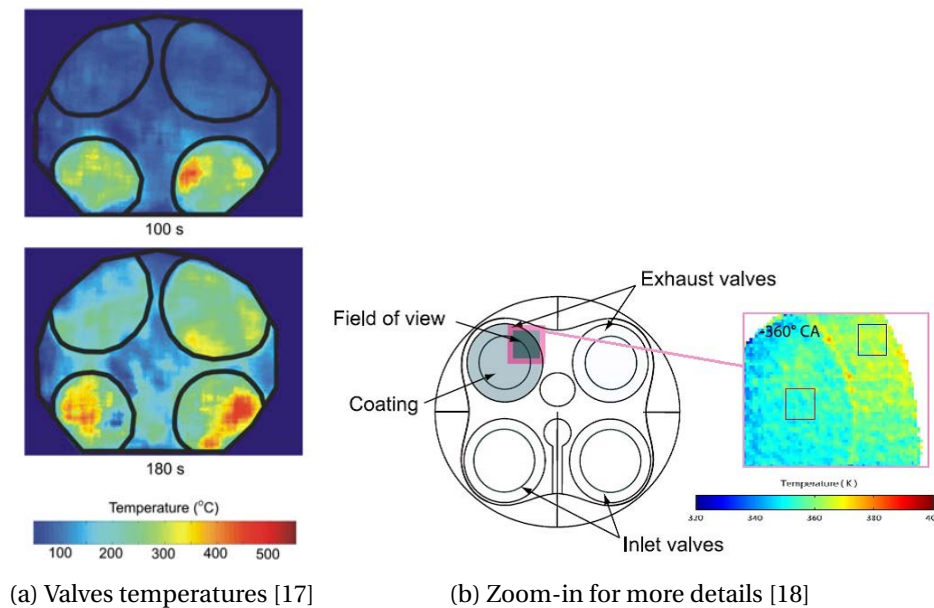 100 s
180 s
Temperature (°C)
100 200 300 400 500
(a) Valves temperatures [17]
Exhaust valves
Field of view
Coating
Inlet valves
-360° CA
Temperature ( K )
320 340 360 380 40
(b) Zoom-in for more details [18]